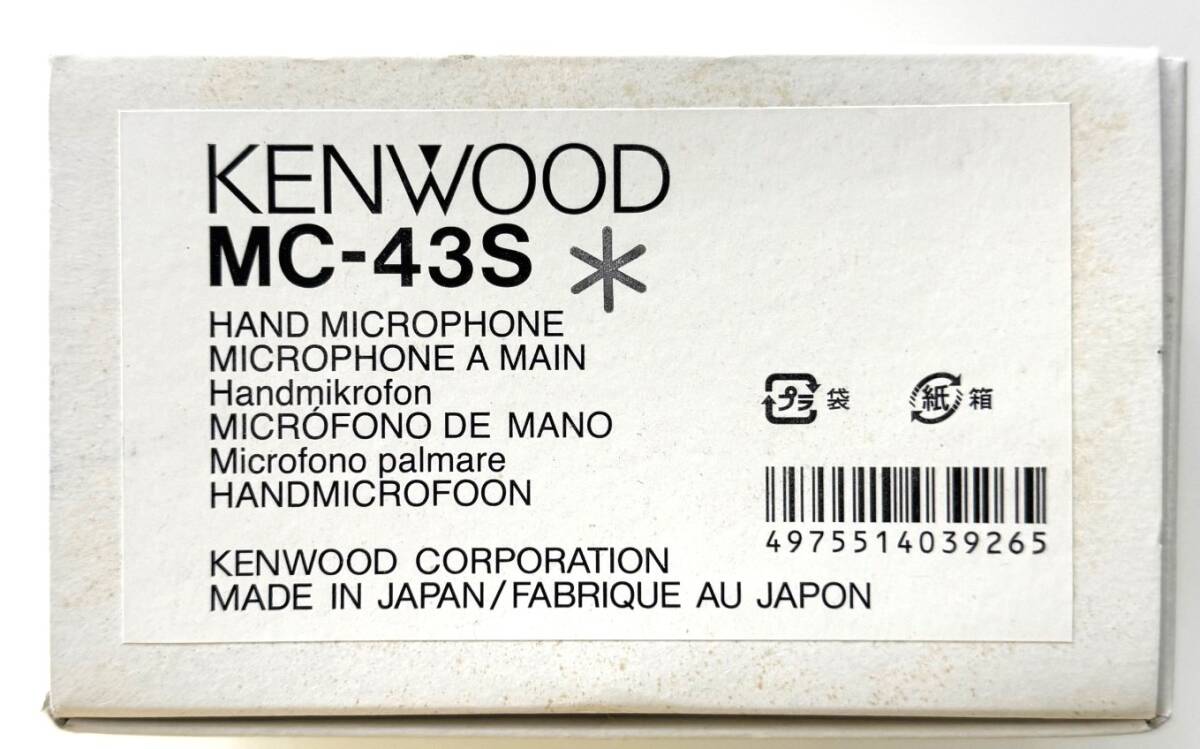 KENWOOD
MC-43S *
HAND MICROPHONE
MICROPHONE A MAIN
Handmikrofon
MICRÓFONO DE MANO
Microfono palmare
HANDMICROFOON
プラ 袋 紙 箱
4975514039265
KENWOOD CORPORATION
MADE IN JAPAN/FABRIQUE AU JAPON